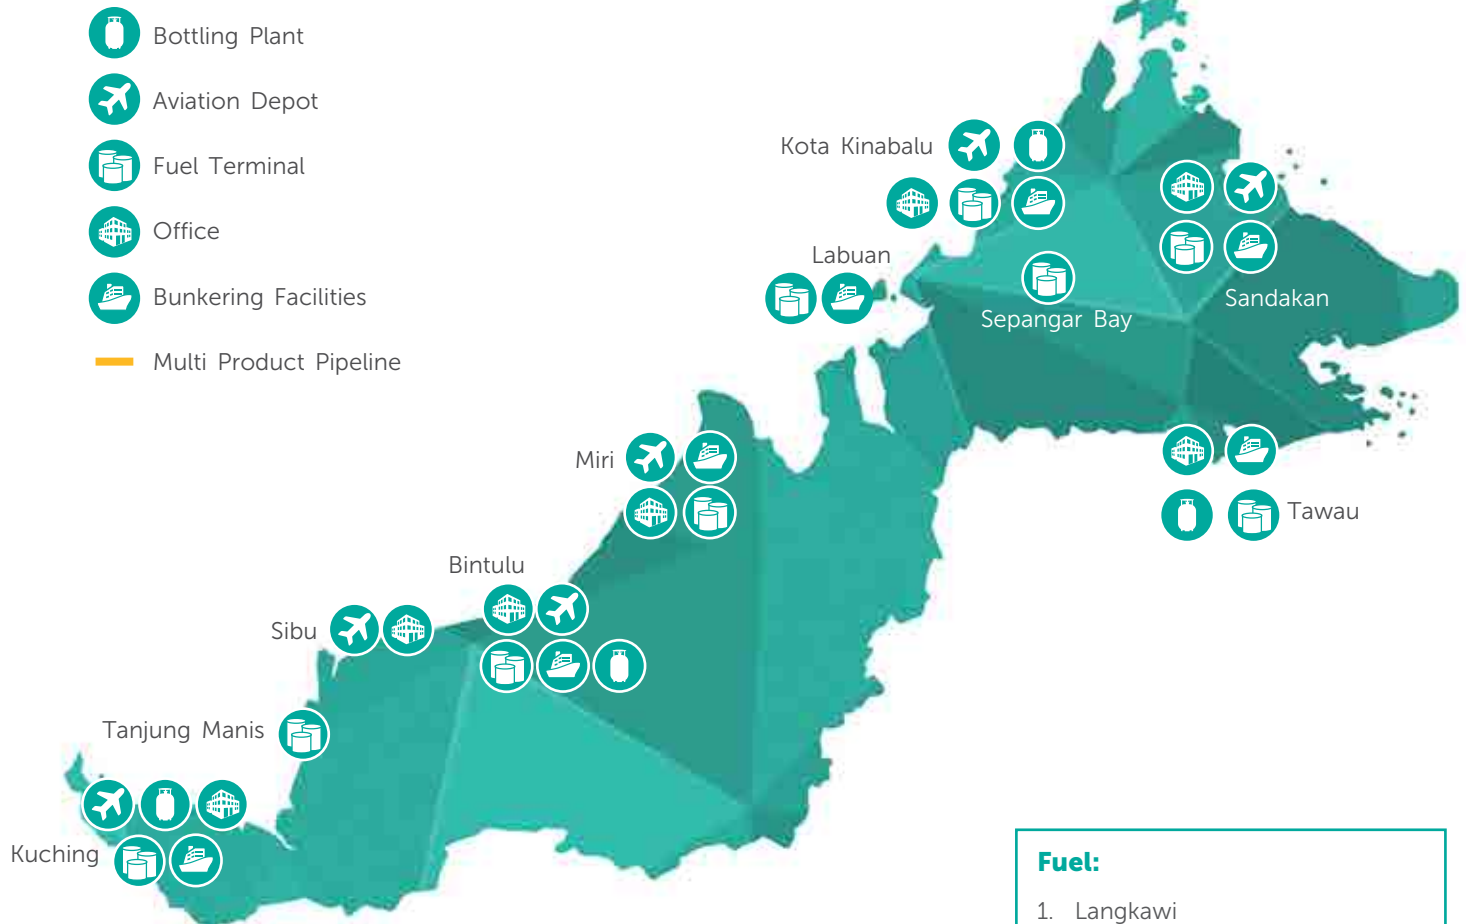 Bottling Plant
Aviation Depot
Fuel Terminal
Office
Bunkering Facilities
Multi Product Pipeline
Kota Kinabalu
Labuan
Sepangar Bay
Sandakan
Miri
Tawau
Bintulu
Sibu
Tanjung Manis
Kuching
Fuel:
1. Langkawi